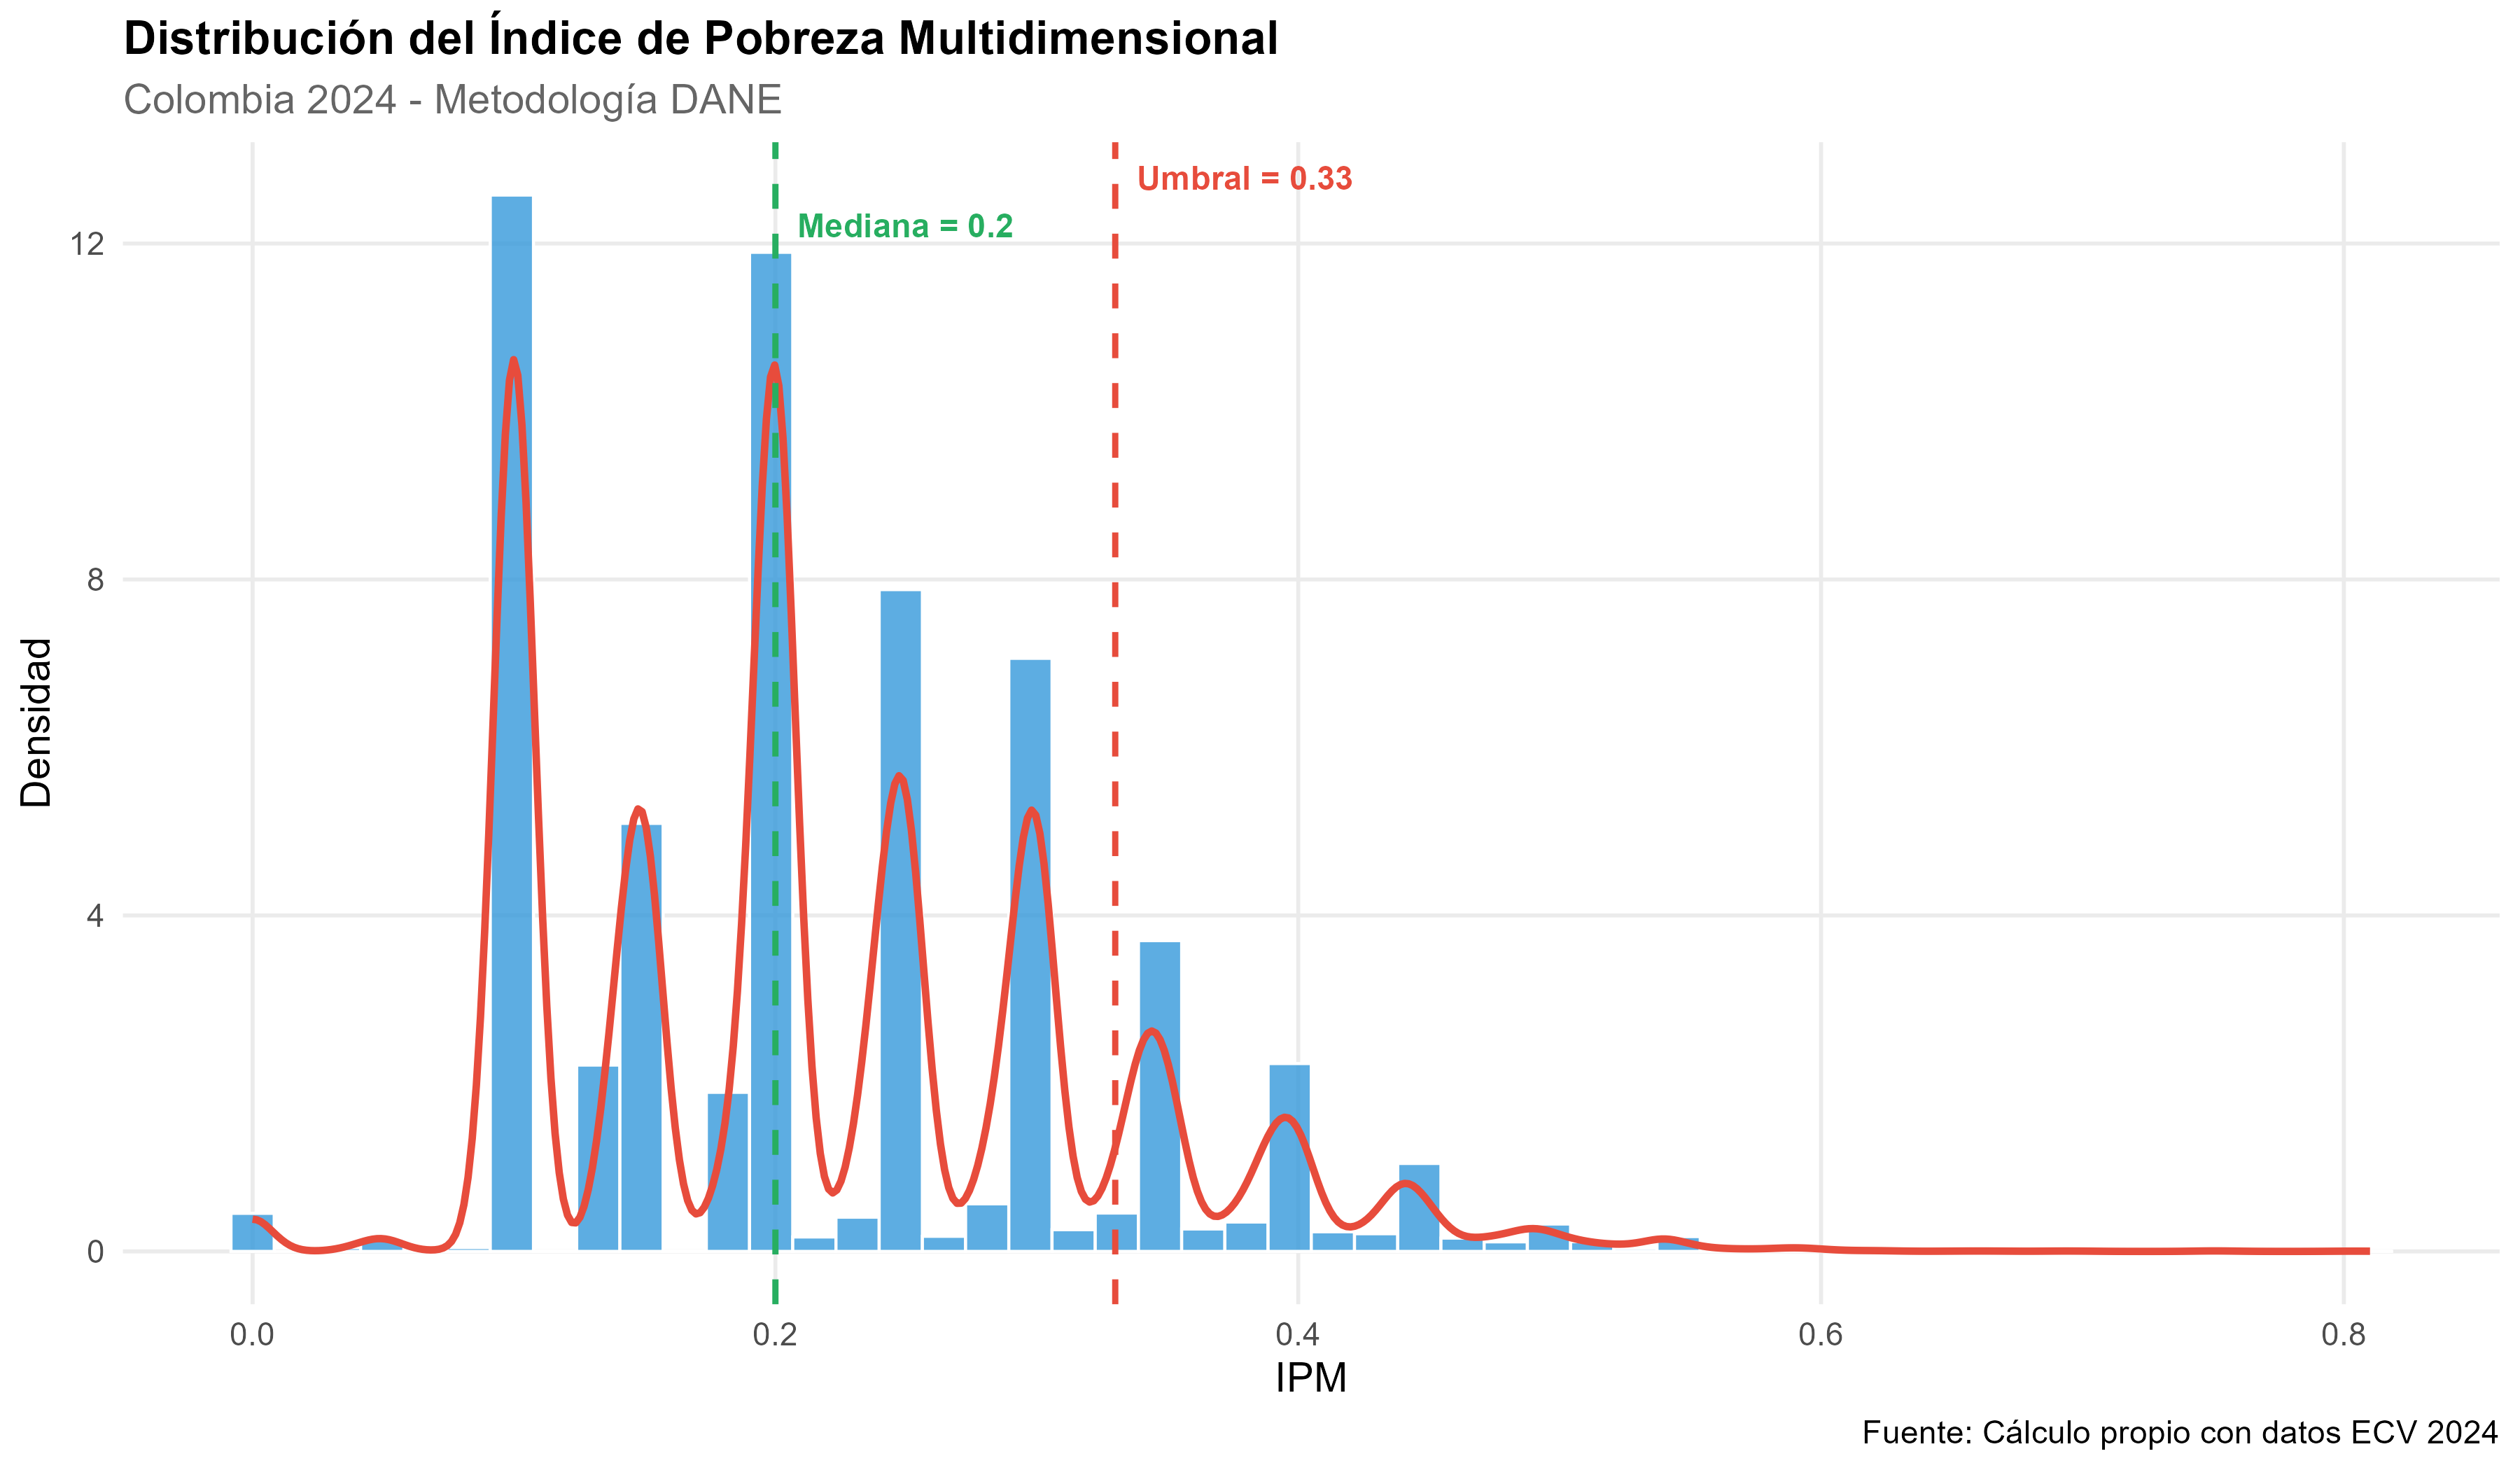 Distribución del Índice de Pobreza Multidimensional
Colombia 2024 - Metodología DANE
Umbral = 0.33
Mediana = 0.2
12
8
4
0
Densidad
0.0 0.2 0.4 0.6 0.8
IPM
Fuente: Cálculo propio con datos ECV 2024